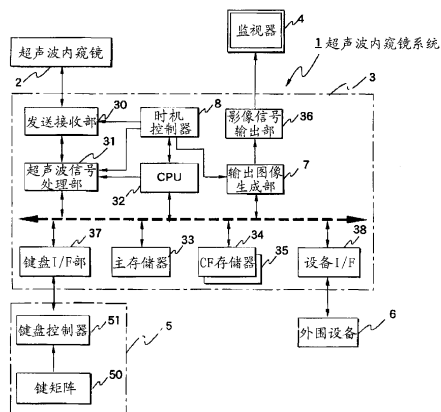 监视器
4
1 超声波内窥镜系统
超声波内窥镜
2
3
30
8
发送接收部
时机
控制器
影像信号
输出部
36
31
超声波信号
处理部
CPU
32
输出图像
生成部
7
37
33
34
35
38
键盘I/F部
主存储器
CF存储器
设备I/F
键盘控制器
51
5
外围设备
6
键矩阵
50